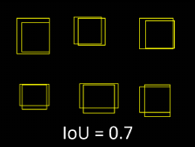 IoU = 0.7